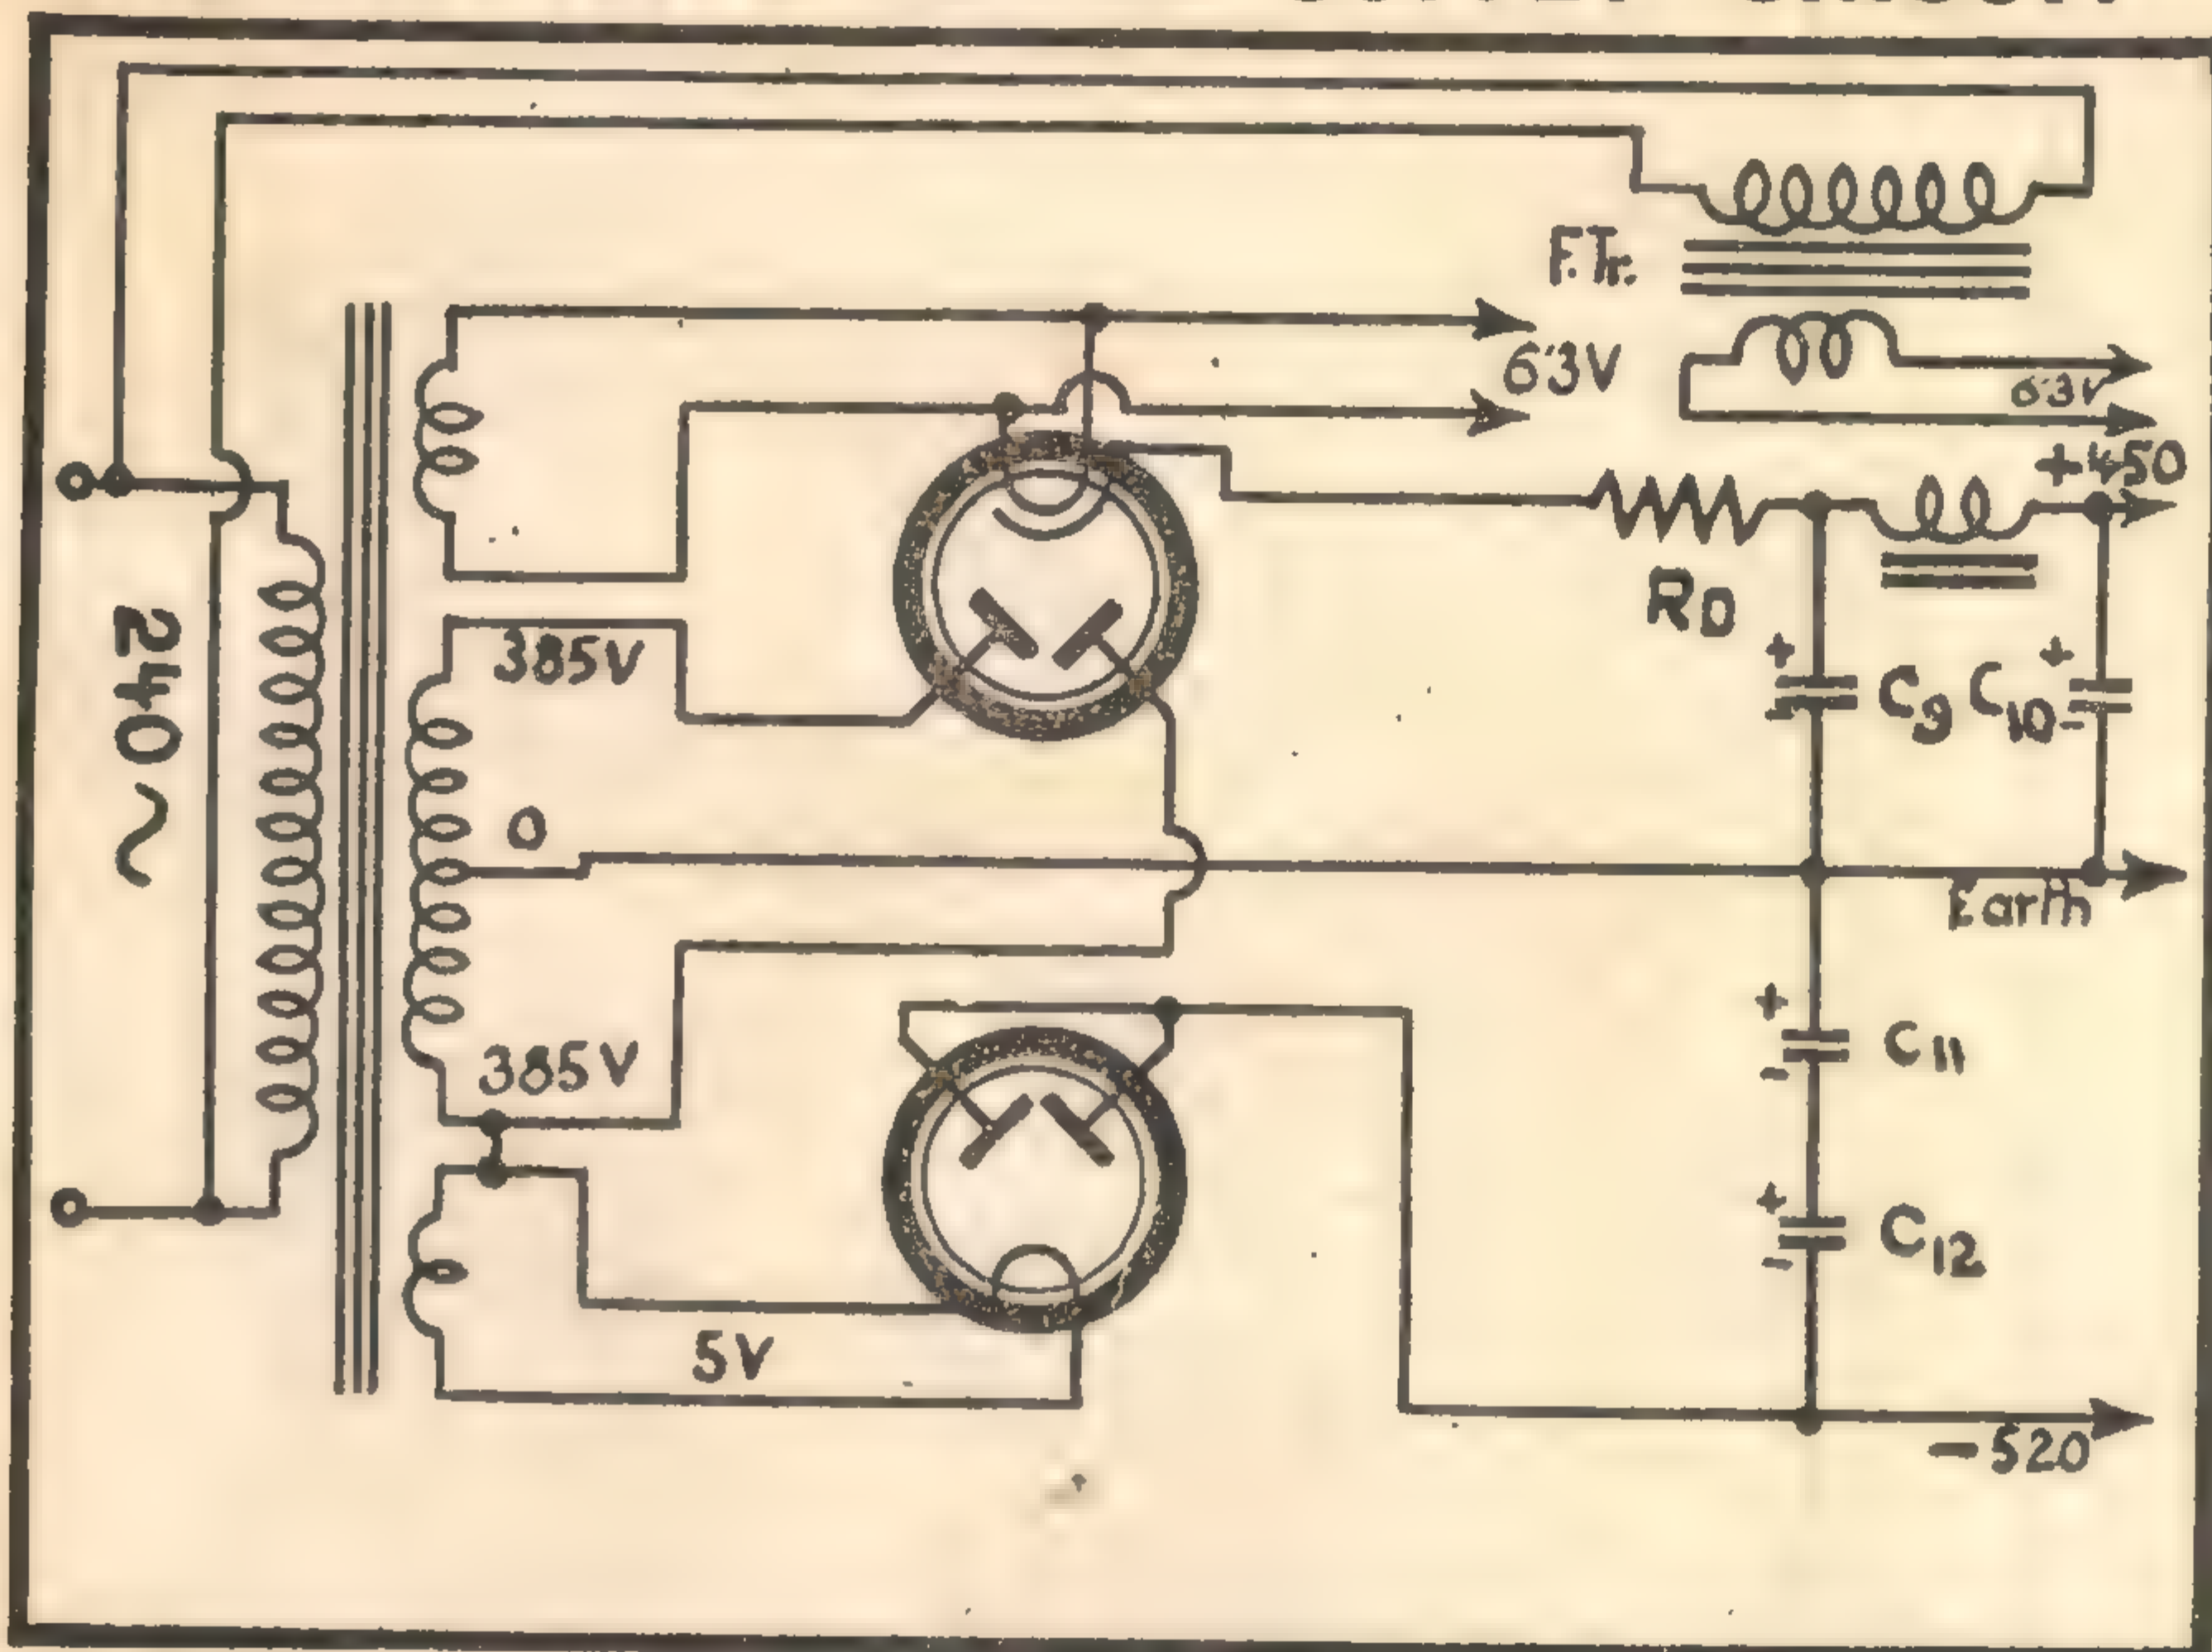 F.Tr.
6·3V
6·3V
+450
240 ~
385V
RD
+
-
C9
C10
+
-
0
Earth
385V
+
-
C11
5V
+
-
C12
-520